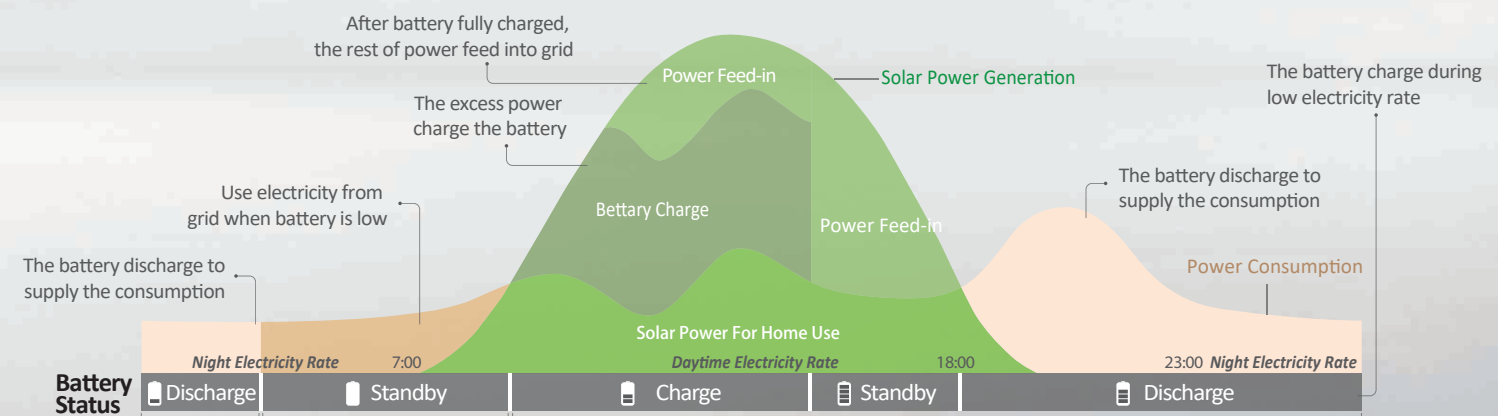 After battery fully charged,
the rest of power feed into grid
Power Feed-in
Solar Power Generation
The battery charge during
low electricity rate
The excess power
charge the battery
Use electricity from
grid when battery is low
Bettary Charge
Power Feed-in
The battery discharge to
supply the consumption
The battery discharge to
supply the consumption
Power Consumption
Solar Power For Home Use
Night Electricity Rate 7:00 Daytime Electricity Rate 18:00 23:00 Night Electricity Rate
Battery
Status
Discharge Standby Charge Standby Discharge